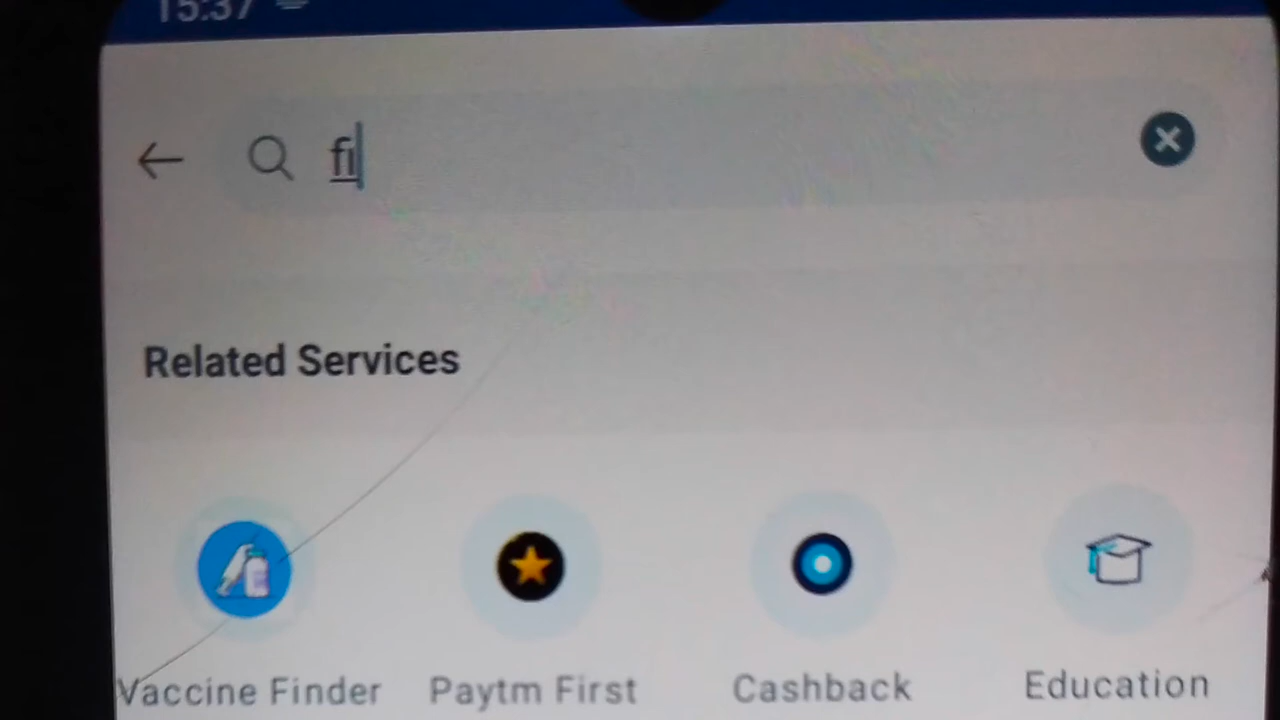 15:37
fi
Related Services
Vaccine Finder Paytm First Cashback Education